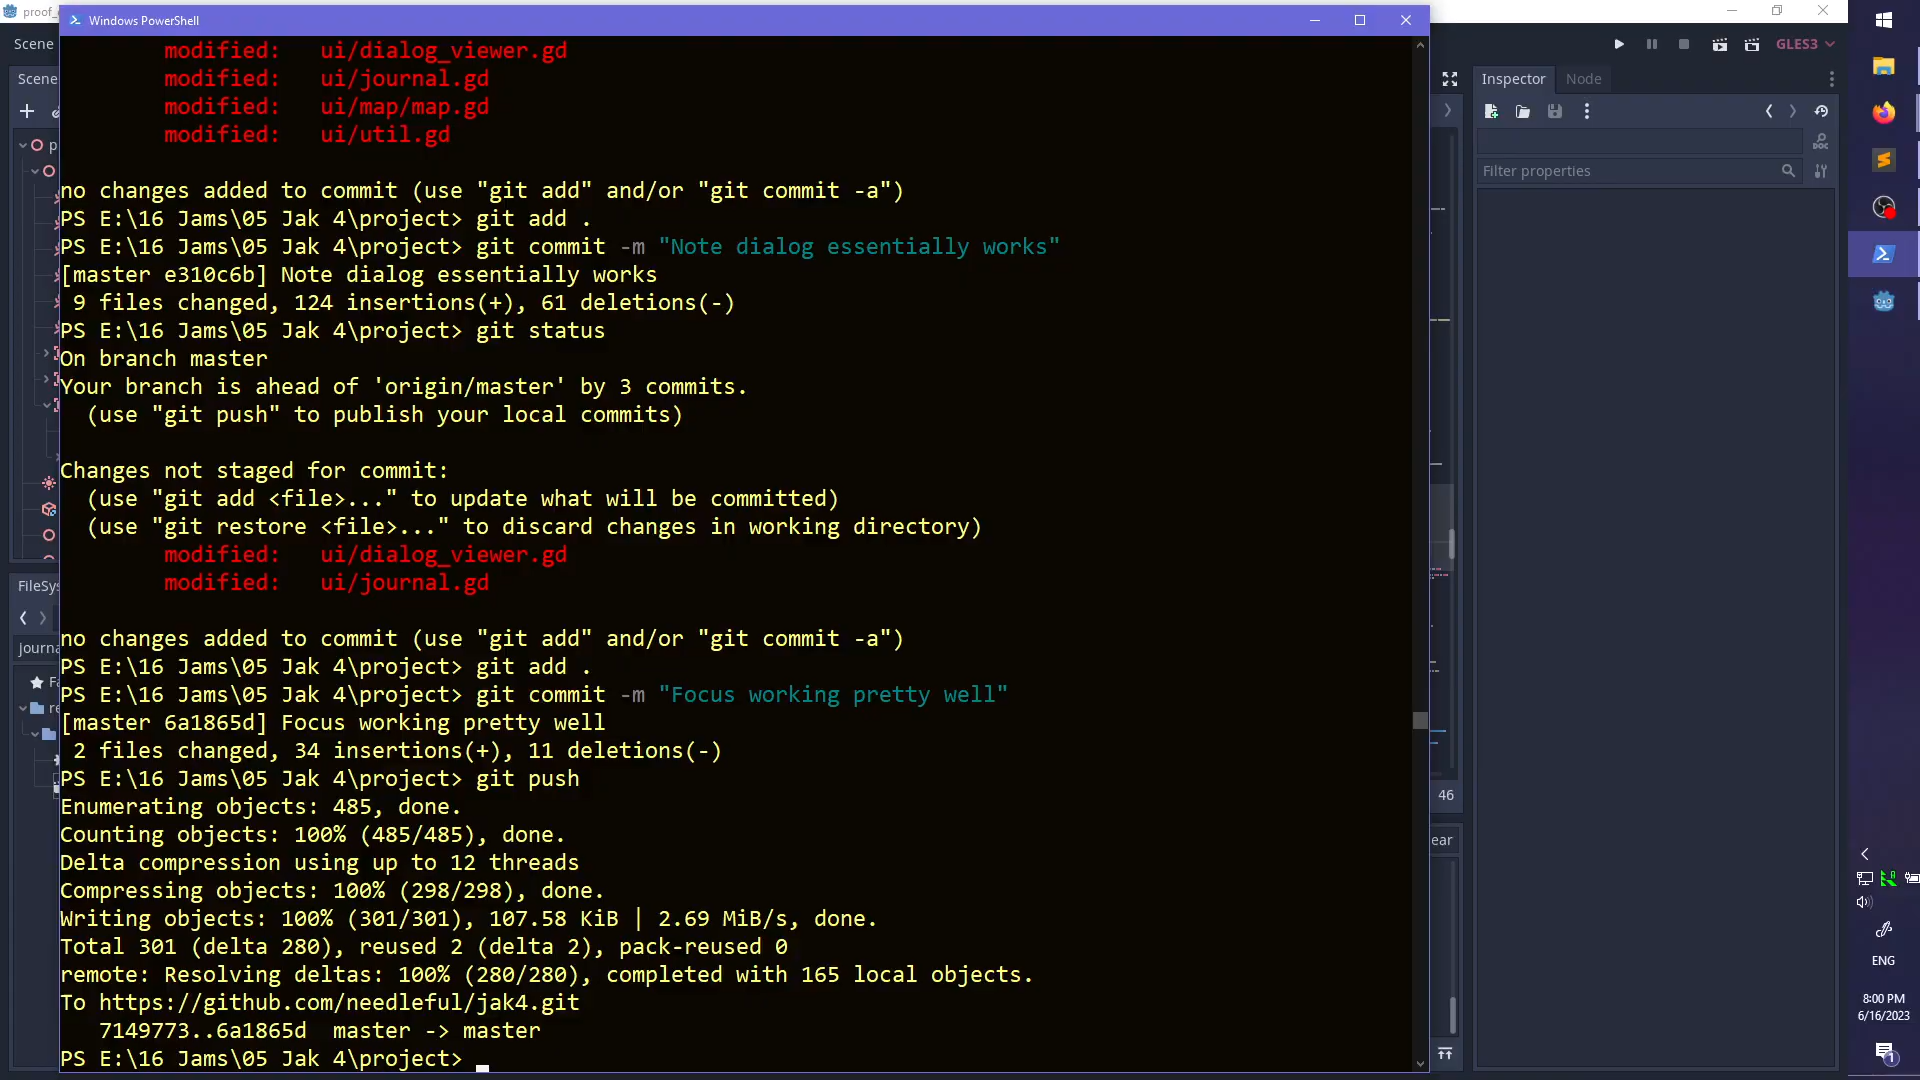 proof_
Windows PowerShell
Scene
GLES3
modified:   ui/dialog_viewer.gd
modified:   ui/journal.gd
modified:   ui/map/map.gd
modified:   ui/util.gd
no changes added to commit (use "git add" and/or "git commit -a")
PS E:\16 Jams\05 Jak 4\project> git add .
PS E:\16 Jams\05 Jak 4\project> git commit -m "Note dialog essentially works"
[master e310c6b] Note dialog essentially works
9 files changed, 124 insertions(+), 61 deletions(-)
PS E:\16 Jams\05 Jak 4\project> git status
On branch master
Your branch is ahead of 'origin/master' by 3 commits.
(use "git push" to publish your local commits)
Changes not staged for commit:
(use "git add <file>..." to update what will be committed)
(use "git restore <file>..." to discard changes in working directory)
modified:   ui/dialog_viewer.gd
modified:   ui/journal.gd
no changes added to commit (use "git add" and/or "git commit -a")
PS E:\16 Jams\05 Jak 4\project> git add .
PS E:\16 Jams\05 Jak 4\project> git commit -m "Focus working pretty well"
[master 6a1865d] Focus working pretty well
2 files changed, 34 insertions(+), 11 deletions(-)
PS E:\16 Jams\05 Jak 4\project> git push
Enumerating objects: 485, done.
Counting objects: 100% (485/485), done.
Delta compression using up to 12 threads
Compressing objects: 100% (298/298), done.
Writing objects: 100% (301/301), 107.58 KiB | 2.69 MiB/s, done.
Total 301 (delta 280), reused 2 (delta 2), pack-reused 0
remote: Resolving deltas: 100% (280/280), completed with 165 local objects.
To https://github.com/needleful/jak4.git
7149773..6a1865d  master -> master
PS E:\16 Jams\05 Jak 4\project>
Scene
p
FileSys
journa
Fa
re
46
ear
Inspector
Node
DOC
Filter properties
ENG
8:00 PM
6/16/2023
1